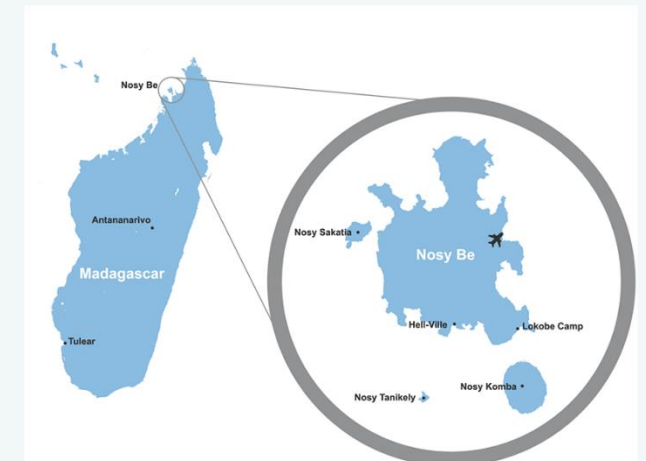 Nosy Be
Antananarivo
Madagascar
Tulear
Nosy Sakatia
Nosy Be
Hell-Ville
Lokobe Camp
Nosy Komba
Nosy Tanikely